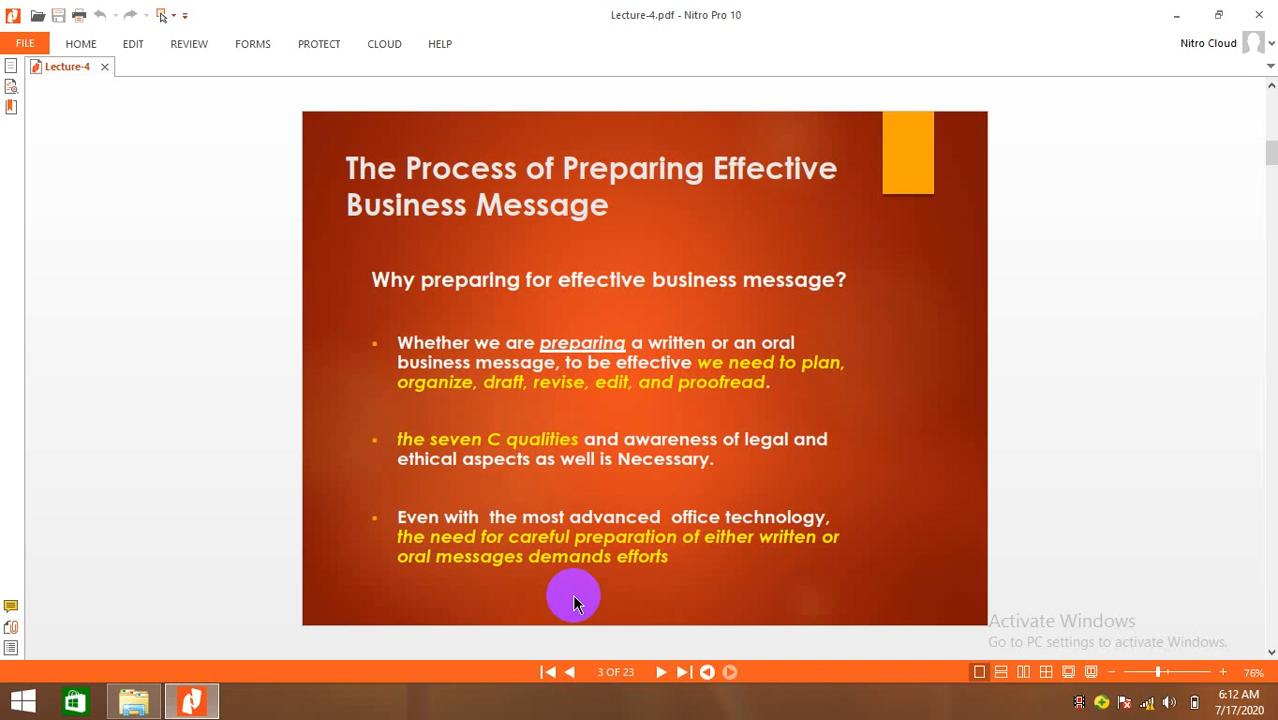 Lecture-4.pdf - Nitro Pro 10
FILE HOME EDIT REVIEW FORMS PROTECT CLOUD HELP
Nitro Cloud
Lecture-4
The Process of Preparing Effective
Business Message
Why preparing for effective business message?
Whether we are preparing a written or an oral
business message, to be effective we need to plan,
organize, draft, revise, edit, and proofread.
the seven C qualities and awareness of legal and
ethical aspects as well is Necessary.
Even with the most advanced office technology,
the need for careful preparation of either written or
oral messages demands efforts
Activate Windows
Go to PC settings to activate Windows.
3 OF 23
76%
6:12 AM
7/17/2020